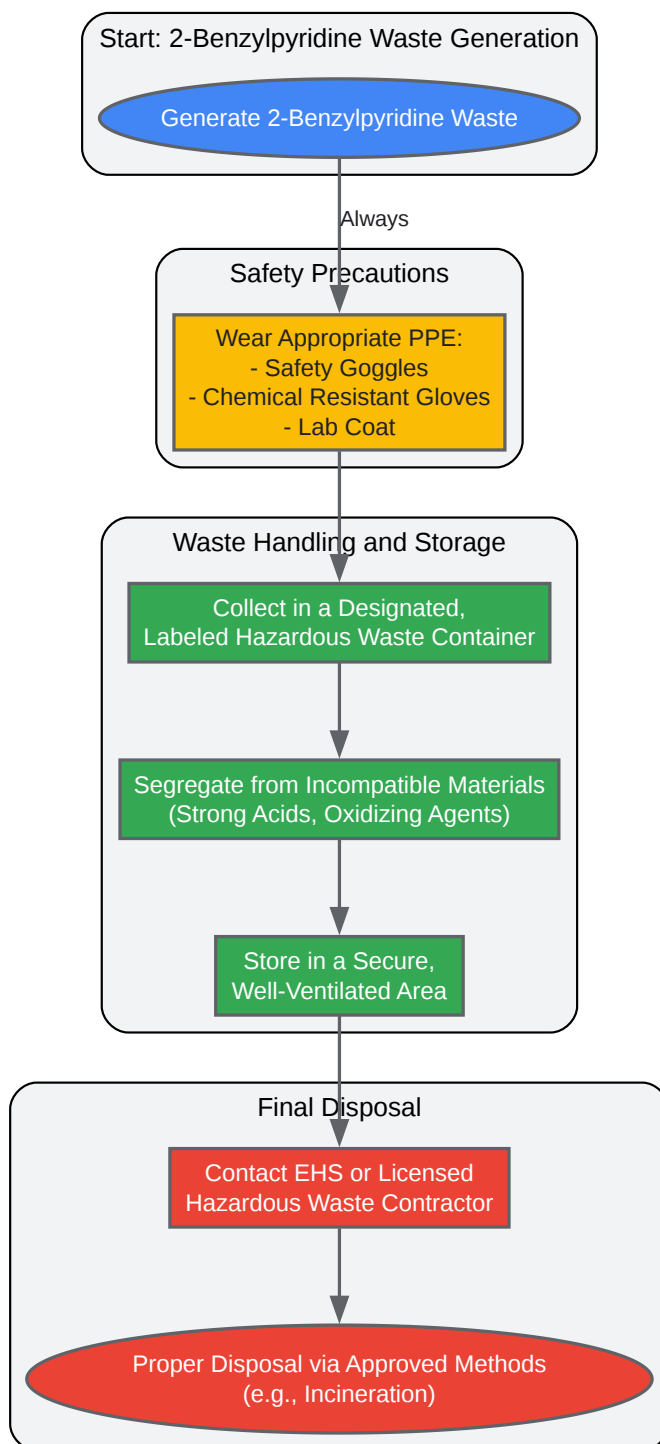 Start: 2-Benzylpyridine Waste Generation
Generate 2-Benzylpyridine Waste
Always
Safety Precautions
Wear Appropriate PPE:
- Safety Goggles
- Chemical Resistant Gloves
- Lab Coat
Waste Handling and Storage
Collect in a Designated,
Labeled Hazardous Waste Container
Segregate from Incompatible Materials
(Strong Acids, Oxidizing Agents)
Store in a Secure,
Well-Ventilated Area
Final Disposal
Contact EHS or Licensed
Hazardous Waste Contractor
Proper Disposal via Approved Methods
(e.g., Incineration)